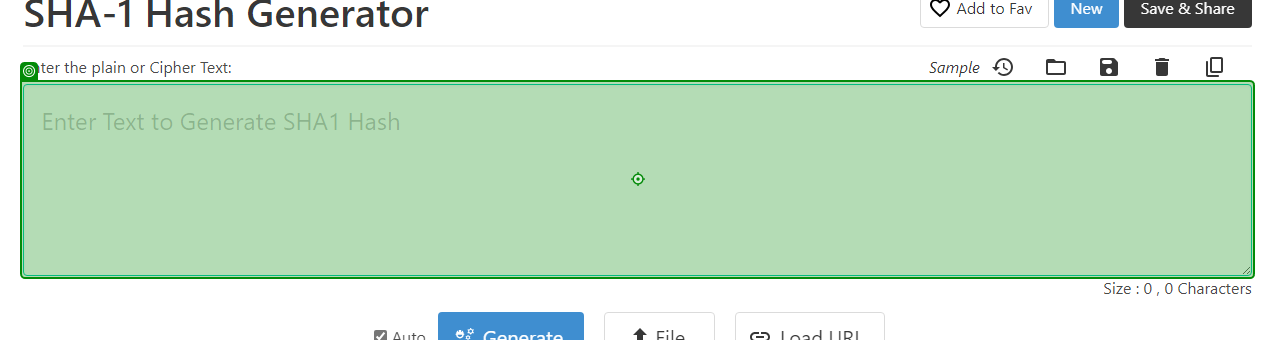 SHA-1 Hash Generator
Add to Fav
New
Save & Share
ter the plain or Cipher Text:
Sample
Enter Text to Generate SHA1 Hash
Size : 0 , 0 Characters
Auto
Generate
File
Load URL